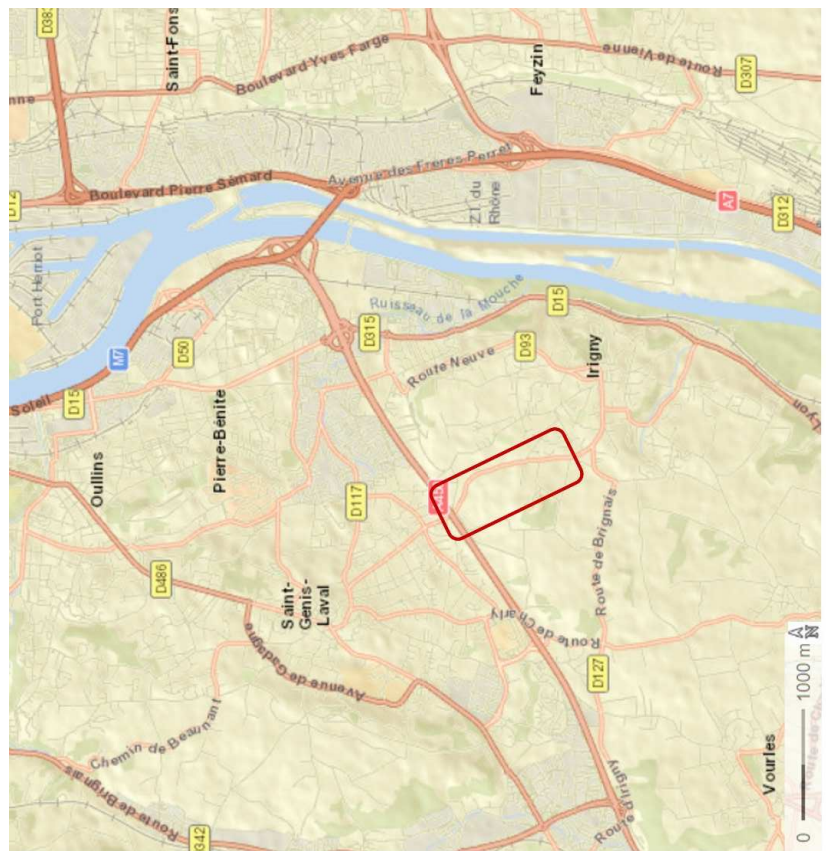 D383
Saint-Fons
Boulevard Yves Farge
Feyzin
Route de Vienne
D307
nne
D12
Boulevard Pierre Sémard
Avenue des Frères Perret
Z.I. du
Rhône
A7
D312
Port Herriot
Ruisseau de la Mouche
D15
Soleil
D15
M7
D50
D315
Route Neuve
D93
Irigny
Lyon
Oullins
Pierre-Bénite
D117
A45
D486
Saint-
Genis-
Laval
Route de Brignais
Route de Charly
Avenue de Gadagne
D127
Chemin de Beaunant
Route de Brignais
D342
Route d'Irigny
Vourles
0
1000 m
N